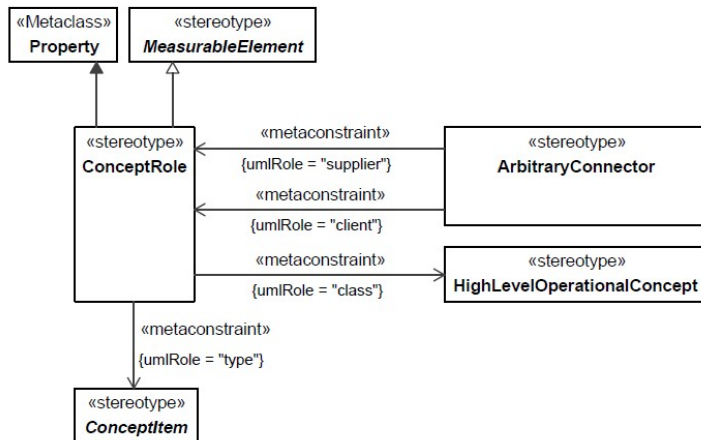 «Metaclass»
Property
«stereotype»
MeasurableElement
«stereotype»
ConceptRole
«metaconstraint»
{umlRole = "supplier"}
«metaconstraint»
{umlRole = "client"}
«stereotype»
ArbitraryConnector
«metaconstraint»
{umlRole = "class"}
«stereotype»
HighLevelOperationalConcept
«metaconstraint»
{umlRole = "type"}
«stereotype»
ConceptItem